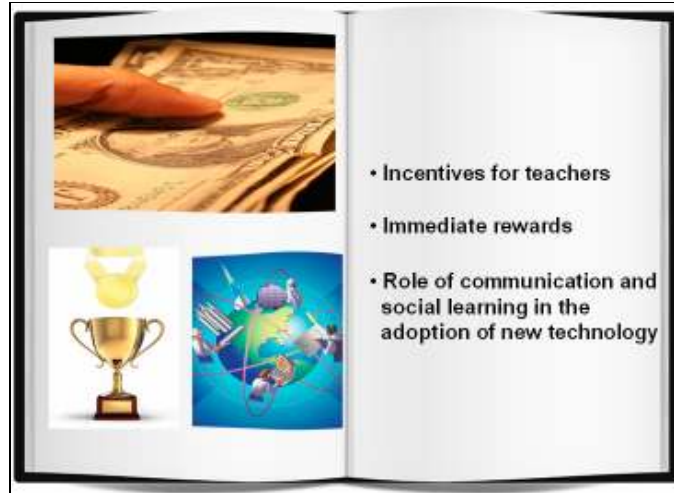 • Incentives for teachers
• Immediate rewards
• Role of communication and
social learning in the
adoption of new technology